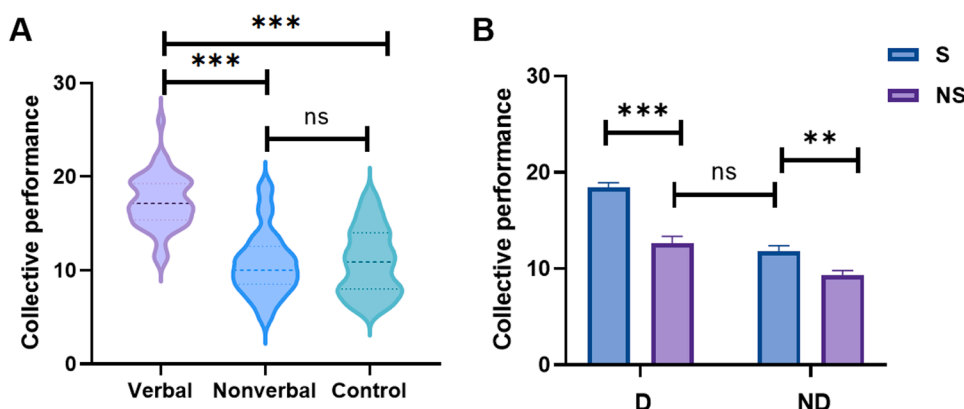 A
***
***
ns
Collective performance
30
20
10
0
Verbal
Nonverbal
Control
B
S
NS
***
**
ns
Collective performance
30
20
10
0
D
ND